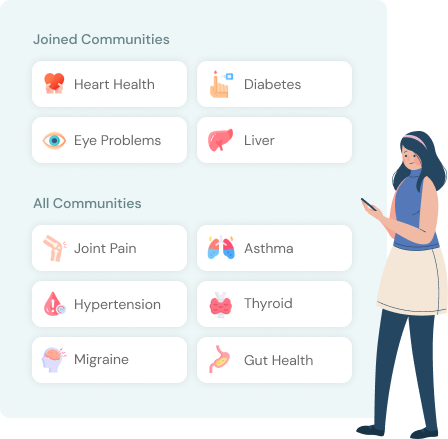 Joined Communities
Heart Health
Diabetes
Eye Problems
Liver
All Communities
Joint Pain
Asthma
Hypertension
Thyroid
Migraine
Gut Health